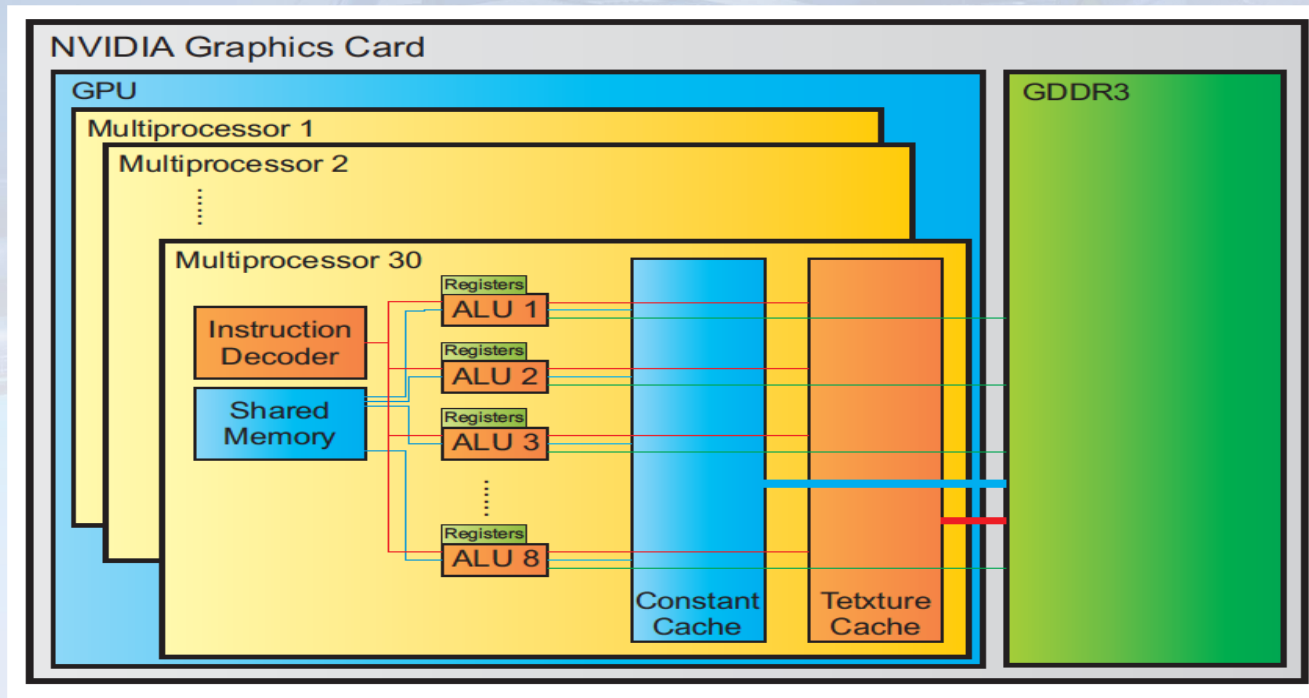 NVIDIA Graphics Card
GPU
GDDR3
Multiprocessor 1
Multiprocessor 2
Multiprocessor 30
Instruction
Decoder
Shared
Memory
Registers
ALU 1
Registers
ALU 2
Registers
ALU 3
Registers
ALU 8
Constant
Cache
Tetxture
Cache